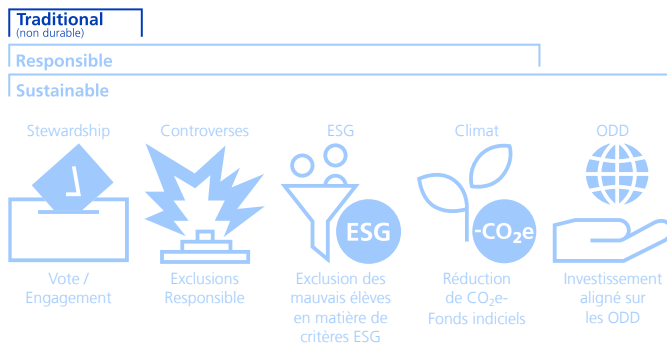 Traditional
(non durable)
Responsible
Sustainable
Stewardship
Controverses
ESG
Climat
ODD
ESG
-CO₂e
Vote /
Engagement
Exclusions
Responsible
Exclusion des
mauvais élèves
en matière de
critères ESG
Réduction
de CO₂e-
Fonds indiciels
Investissement
aligné sur
les ODD